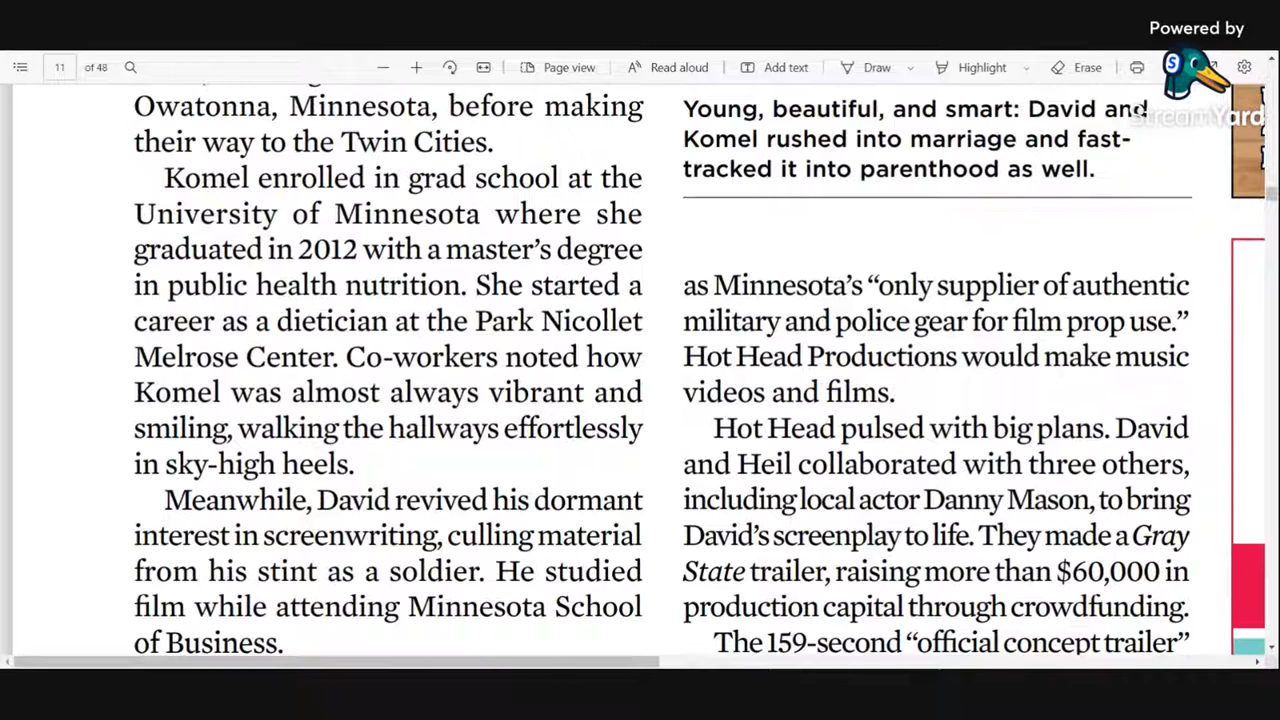 Powered by
StreamYard
11 of 48
Page view
Read aloud
Add text
Draw
Highlight
Erase
Owatonna, Minnesota, before making
their way to the Twin Cities.
Komel enrolled in grad school at the
University of Minnesota where she
graduated in 2012 with a master’s degree
in public health nutrition. She started a
career as a dietician at the Park Nicollet
Melrose Center. Co-workers noted how
Komel was almost always vibrant and
smiling, walking the hallways effortlessly
in sky-high heels.
Meanwhile, David revived his dormant
interest in screenwriting, culling material
from his stint as a soldier. He studied
film while attending Minnesota School
of Business.
Young, beautiful, and smart: David and
Komel rushed into marriage and fast-
tracked it into parenthood as well.
as Minnesota’s “only supplier of authentic
military and police gear for film prop use.”
Hot Head Productions would make music
videos and films.
Hot Head pulsed with big plans. David
and Heil collaborated with three others,
including local actor Danny Mason, to bring
David’s screenplay to life. They made a Gray
State trailer, raising more than $60,000 in
production capital through crowdfunding.
The 159-second “official concept trailer”